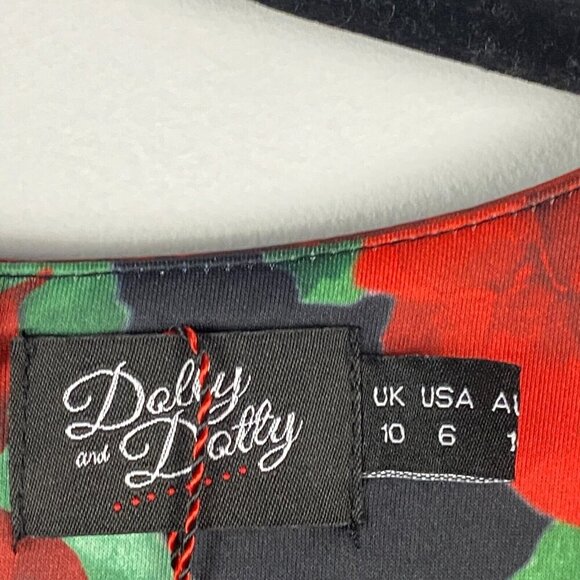 Dolly
and Dotty
UK USA
10 6